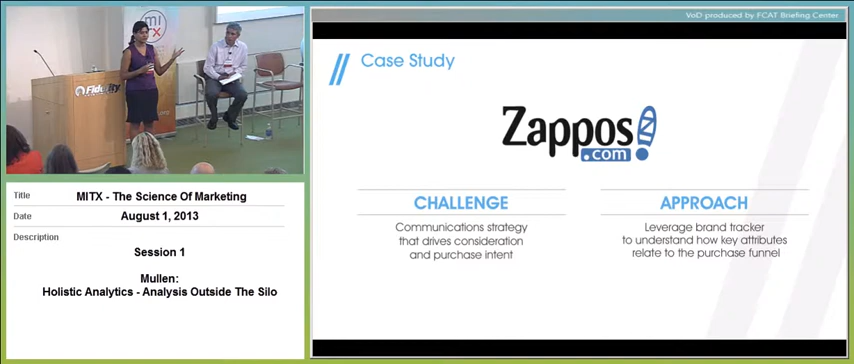 VoD produced by FCAT Briefing Center
mi
rx
Fidelity
Title
MITX - The Science Of Marketing
Date
August 1, 2013
Description
Session 1
Mullen:
Holistic Analytics - Analysis Outside The Silo
// Case Study
Zappos
.com
CHALLENGE
Communications strategy
that drives consideration
and purchase intent
APPROACH
Leverage brand tracker
to understand how key attributes
relate to the purchase funnel